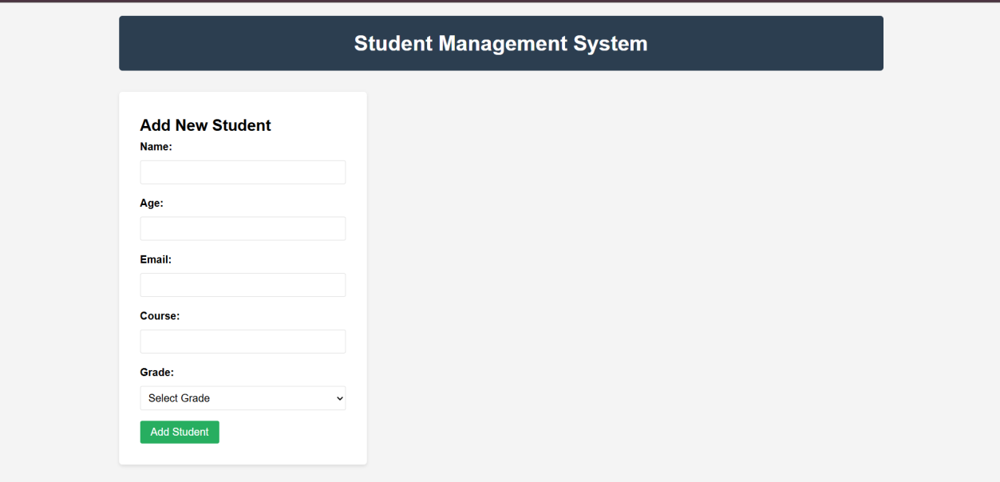 Student Management System
Add New Student
Name:
Age:
Email:
Course:
Grade:
Select Grade
Add Student